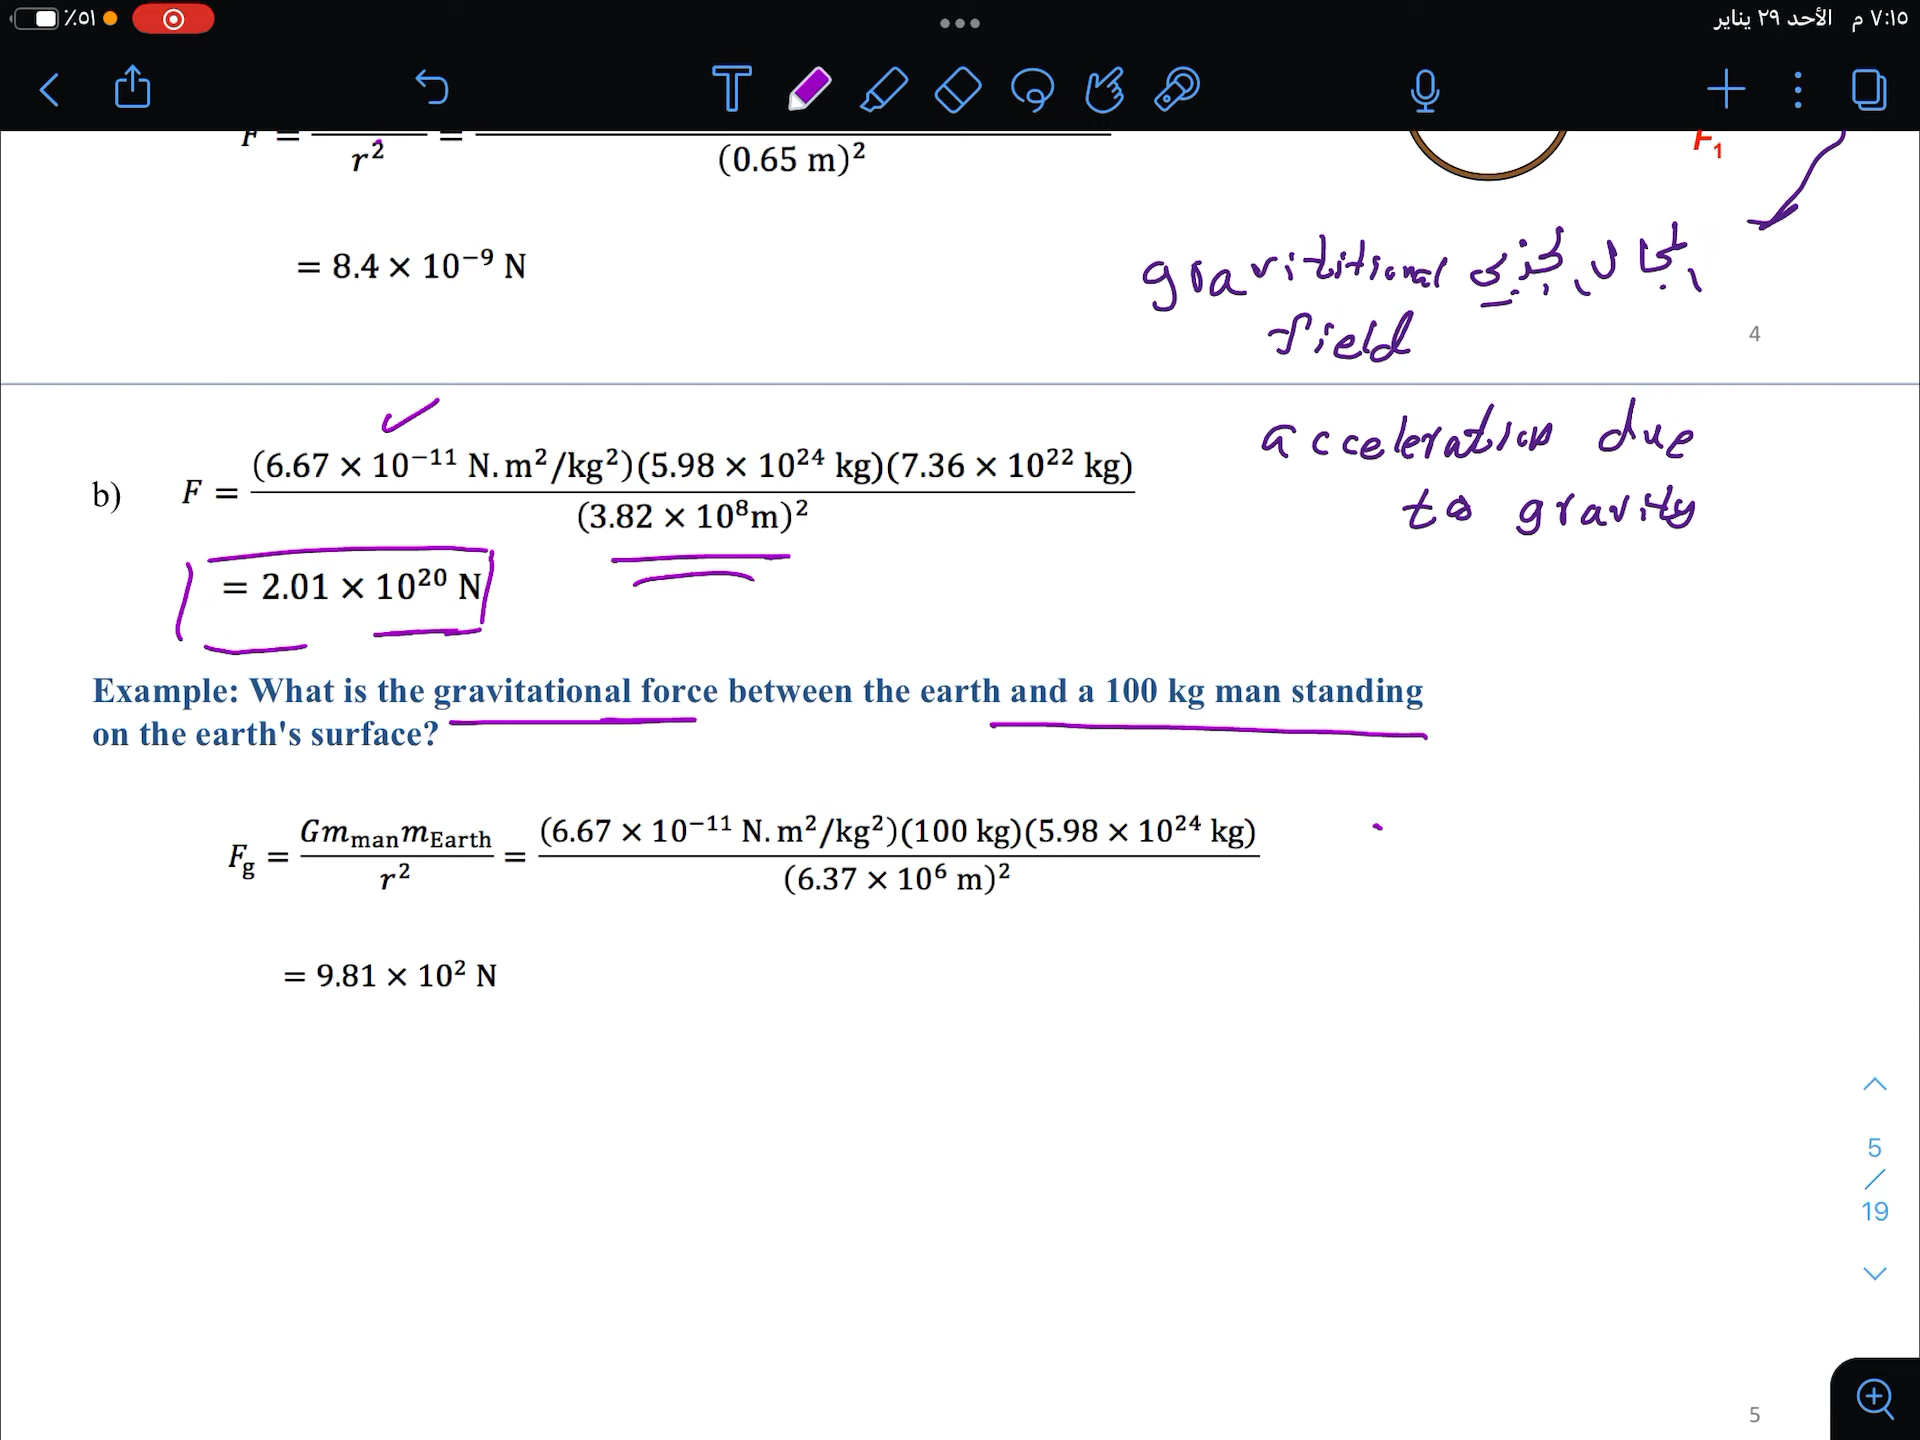 ٪٥١
٧:١٥ م الأحد ٢٩ يناير
F = r² = (0.65 m)²
F₁
= 8.4 × 10⁻⁹ N
gravititional
field
4
acceleration due
to gravity
b) F = (6.67 × 10⁻¹¹ N. m²/kg²)(5.98 × 10²⁴ kg)(7.36 × 10²² kg)
(3.82 × 10⁸m)²
= 2.01 × 10²⁰ N
Example: What is the gravitational force between the earth and a 100 kg man standing
on the earth's surface?
F_g = Gm_man m_Earth / r² = (6.67 × 10⁻¹¹ N. m²/kg²)(100 kg)(5.98 × 10²⁴ kg) / (6.37 × 10⁶ m)²
= 9.81 × 10² N
5
/
19
5